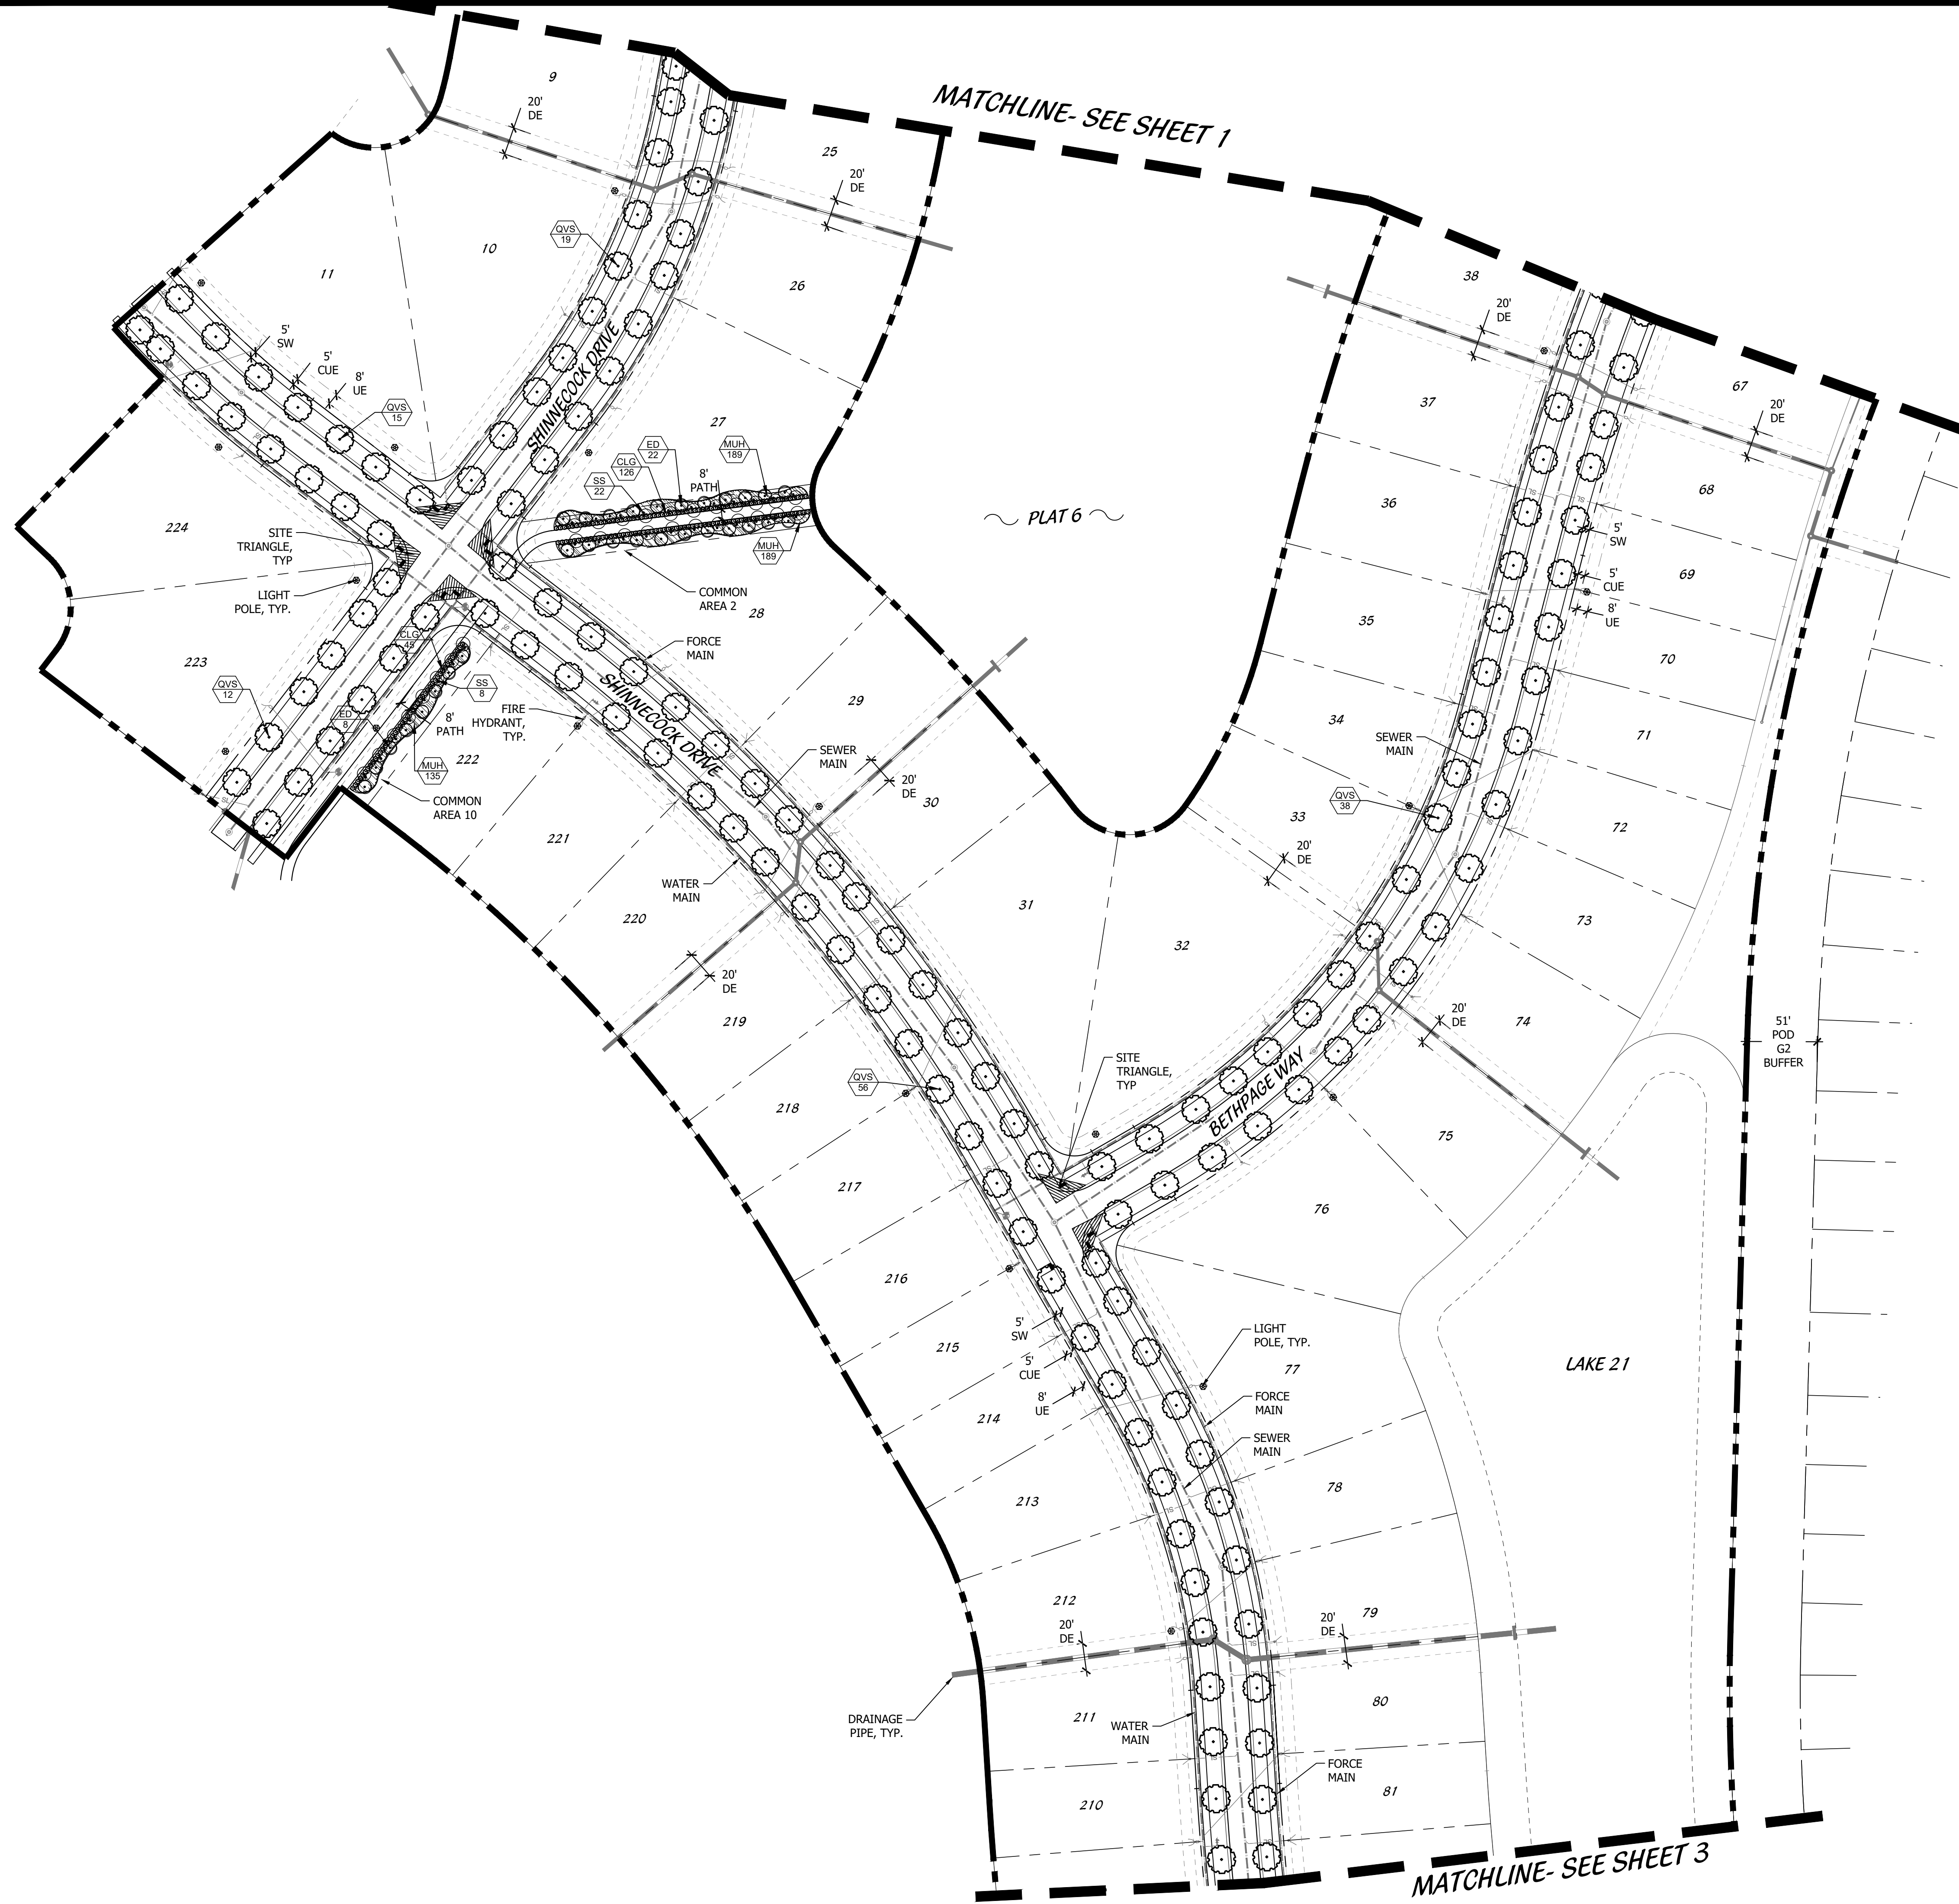 MATCHLINE- SEE SHEET 1
9
20'
DE
25
20'
DE
10
11
26
QVS
19
38
20'
DE
SHINNECOCK DRIVE
5'
SW
5'
CUE
8'
UE
QVS
15
67
20'
DE
37
27
ED
22
MUH
189
CLG
126
8'
PATH
SS
22
68
36
PLAT 6
224
SITE
TRIANGLE,
TYP
5'
SW
MUH
189
69
5'
CUE
8'
UE
LIGHT
POLE, TYP.
COMMON
AREA 2
28
35
CLG
45
FORCE
MAIN
70
223
QVS
12
SS
8
SHINNECOCK DRIVE
29
FIRE
HYDRANT,
TYP.
ED
8
8'
PATH
34
71
SEWER
MAIN
SEWER
MAIN
222
MUH
135
20'
DE
30
COMMON
AREA 10
QVS
38
33
72
221
20'
DE
WATER
MAIN
31
220
73
32
20'
DE
219
20'
DE
74
51'
POD
G2
BUFFER
SITE
TRIANGLE,
TYP
QVS
56
BETHPAGE WAY
218
75
217
76
216
5'
SW
LIGHT
POLE, TYP.
215
5'
CUE
77
LAKE 21
8'
UE
FORCE
MAIN
214
SEWER
MAIN
213
78
212
20'
DE
20'
DE
79
DRAINAGE
PIPE, TYP.
211
WATER
MAIN
80
FORCE
MAIN
210
81
MATCHLINE- SEE SHEET 3